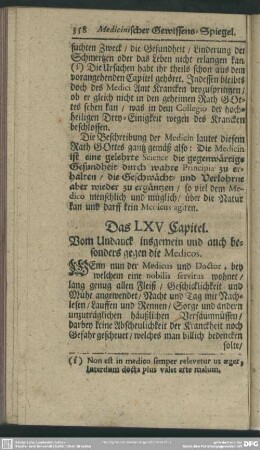 358 Medicinischer Gewissens-Spiegel.
suchten Zweck / die Gesundheit / Linderung der
Schmertzen oder das Leben nicht erlangen kan.
(f) Die Ursachen habe ihr theils schon aus dem
vorangehenden Capitel gehöret. Indessen bleibet
doch des Medici Amt Krancken vorzuspringen /
ob er gleich nicht in den geheimen Rath GOt-
tes sehen kan / was in dem Collegio der hoch-
heiligen Drey-Einigkeit wegen des Krancken
beschlossen.
Die Beschreibung der Medicin lautet diesem
Rath GOttes gantz gemäß also: Die Medicin
ist eine gelehrte Science die gegenwärtige
Gesundheit durch wahre Principia zu er-
halten / die Geschwächt- und Verlohrne
aber wieder zu ergäntzen / so viel dem Me-
dico menschlich und müglich / über die Natur
kan und darff kein Medicus agiren.
Das LXV Capitel.
Vom Undanck insgemein und auch be-
sonders gegen die Medicos.
WEnn nun der Medicus und Doctor, bey
welchem eine nobilis servitus wohnet /
lang genug allen Fleiß / Geschicklichkeit und
Mühe angewendet / Nacht und Tag mit Nach-
lesen / Lauffen und Rennen / Sorge und andern
unzuträglichen häußlichen Versäumnüssen /
darbey keine Abscheulichkeit der Kranckheit noch
Gefahr gescheuet / welches man billich bedencken
solte /
(f) Non est in medico semper relevetur ut æger,
Interdum docta plus valet arte malum.